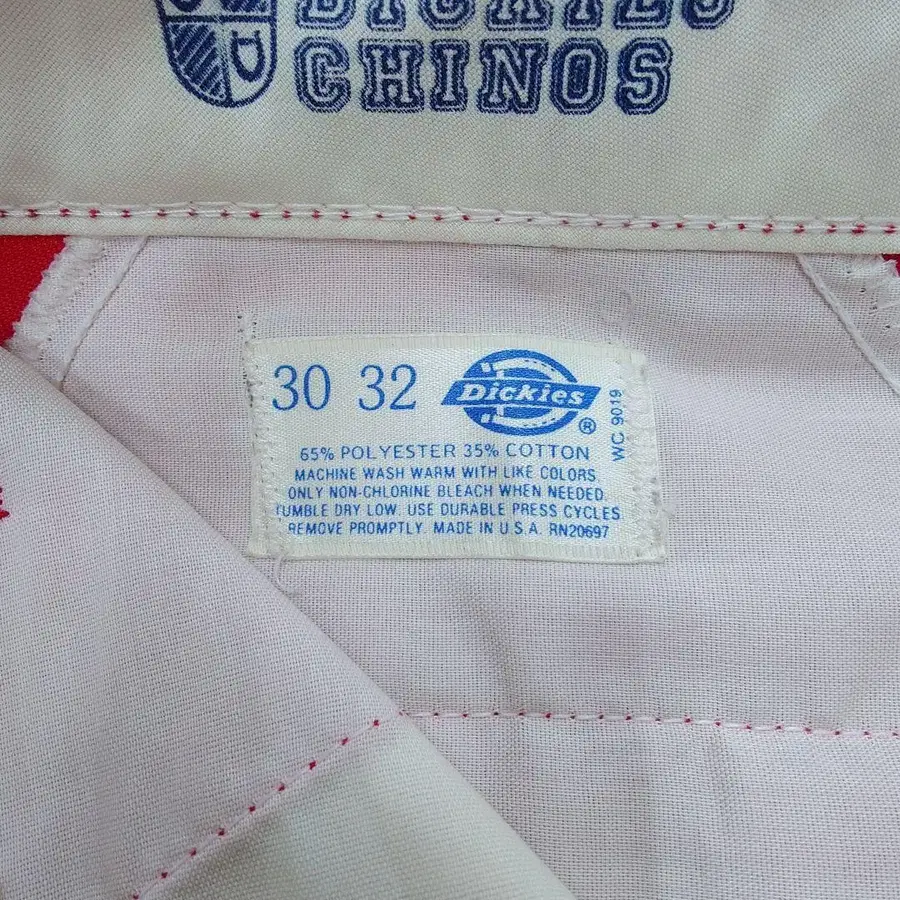 D
DICKIES
CHINOS
30 32
Dickies ®
WC 9019
65% POLYESTER 35% COTTON
MACHINE WASH WARM WITH LIKE COLORS
ONLY NON-CHLORINE BLEACH WHEN NEEDED.
TUMBLE DRY LOW. USE DURABLE PRESS CYCLES
REMOVE PROMPTLY. MADE IN U.S.A. RN20697